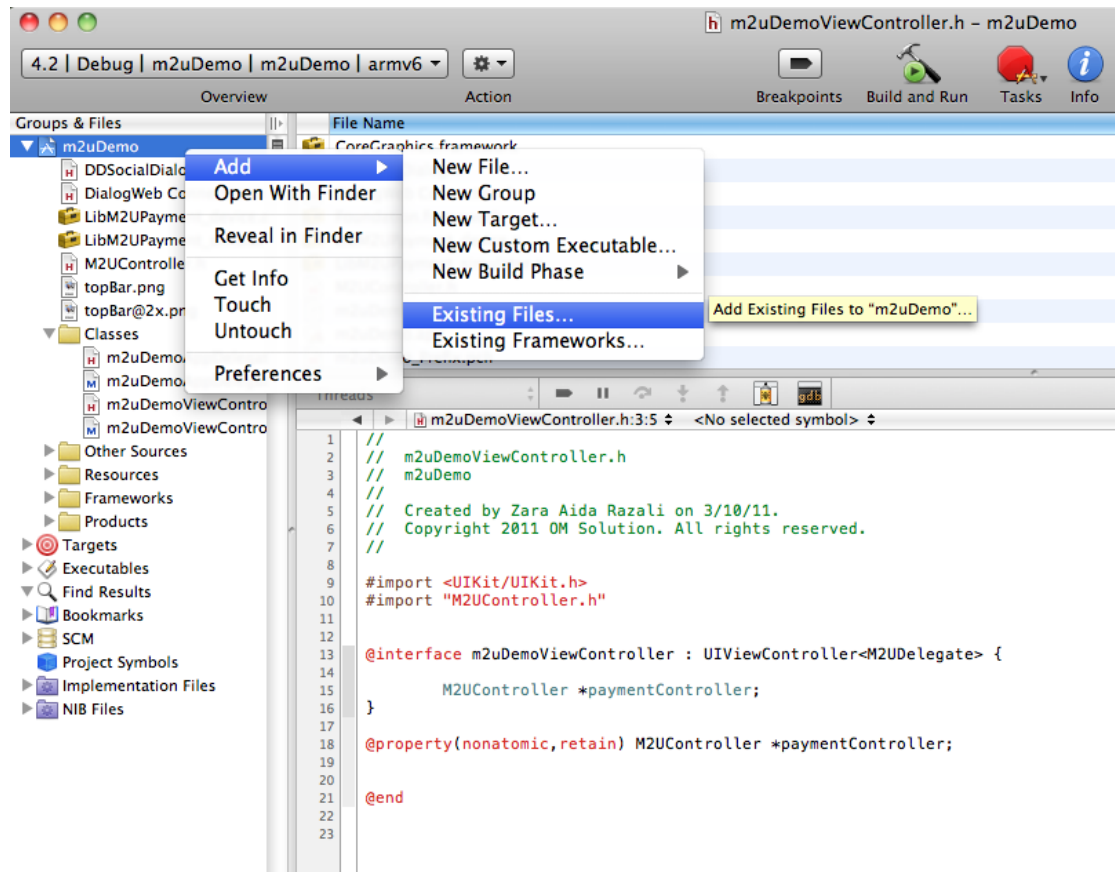 m2uDemoViewController.h – m2uDemo
4.2 | Debug | m2uDemo | m2uDemo | armv6
Overview
Action
Breakpoints
Build and Run
Tasks
Info
Groups & Files
File Name
m2uDemo
CoreGraphics.framework
DDSocialDialo
DialogWeb Co
LibM2UPayme
LibM2UPayme
M2UControlle
topBar.png
topBar@2x.pn
Classes
m2uDemo
m2uDemo
m2uDemoViewContro
m2uDemoViewContro
Other Sources
Resources
Frameworks
Products
Targets
Executables
Find Results
Bookmarks
SCM
Project Symbols
Implementation Files
NIB Files
Add
Open With Finder
Reveal in Finder
Get Info
Touch
Untouch
Preferences
New File...
New Group
New Target...
New Custom Executable...
New Build Phase
Existing Files...
Existing Frameworks...
Add Existing Files to "m2uDemo"...
Threads
gdb
m2uDemoViewController.h:3:5
<No selected symbol>
1 //
2 // m2uDemoViewController.h
3 // m2uDemo
4 //
5 // Created by Zara Aida Razali on 3/10/11.
6 // Copyright 2011 OM Solution. All rights reserved.
7 //
8
9 #import <UIKit/UIKit.h>
10 #import "M2UController.h"
11
12
13 @interface m2uDemoViewController : UIViewController<M2UDelegate> {
14
15 M2UController *paymentController;
16 }
17
18 @property(nonatomic,retain) M2UController *paymentController;
19
20
21 @end
22
23